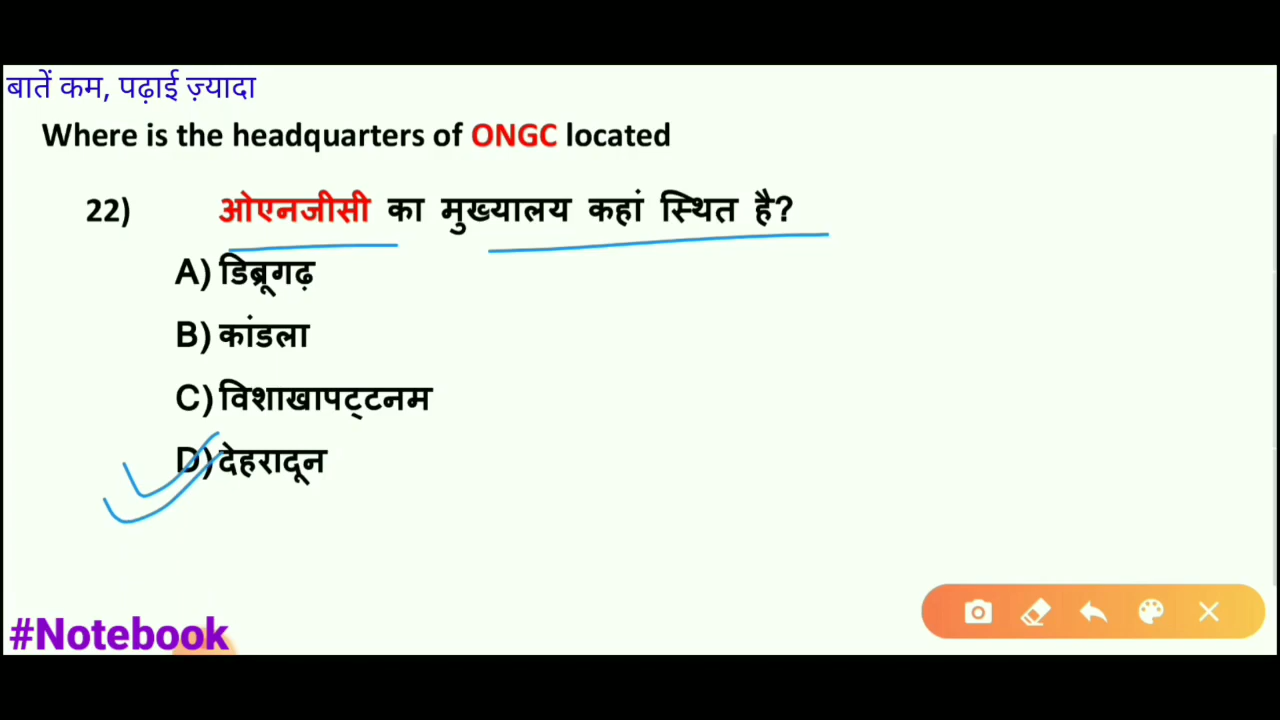 बातें कम, पढ़ाई ज़्यादा
Where is the headquarters of ONGC located
22) ओएनजीसी का मुख्यालय कहां स्थित है?
A) डिब्रूगढ़
B) कांडला
C) विशाखापट्टनम
D) देहरादून
#Notebook